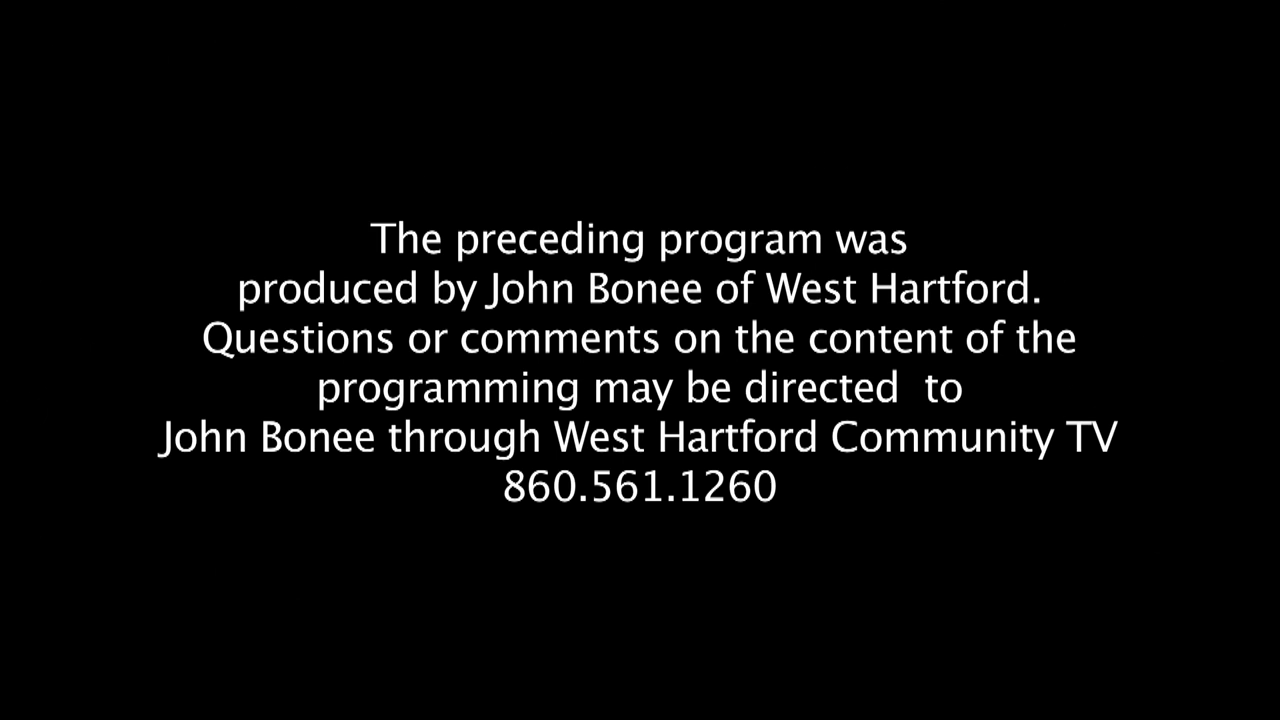 The preceding program was
produced by John Bonee of West Hartford.
Questions or comments on the content of the
programming may be directed  to
John Bonee through West Hartford Community TV
860.561.1260